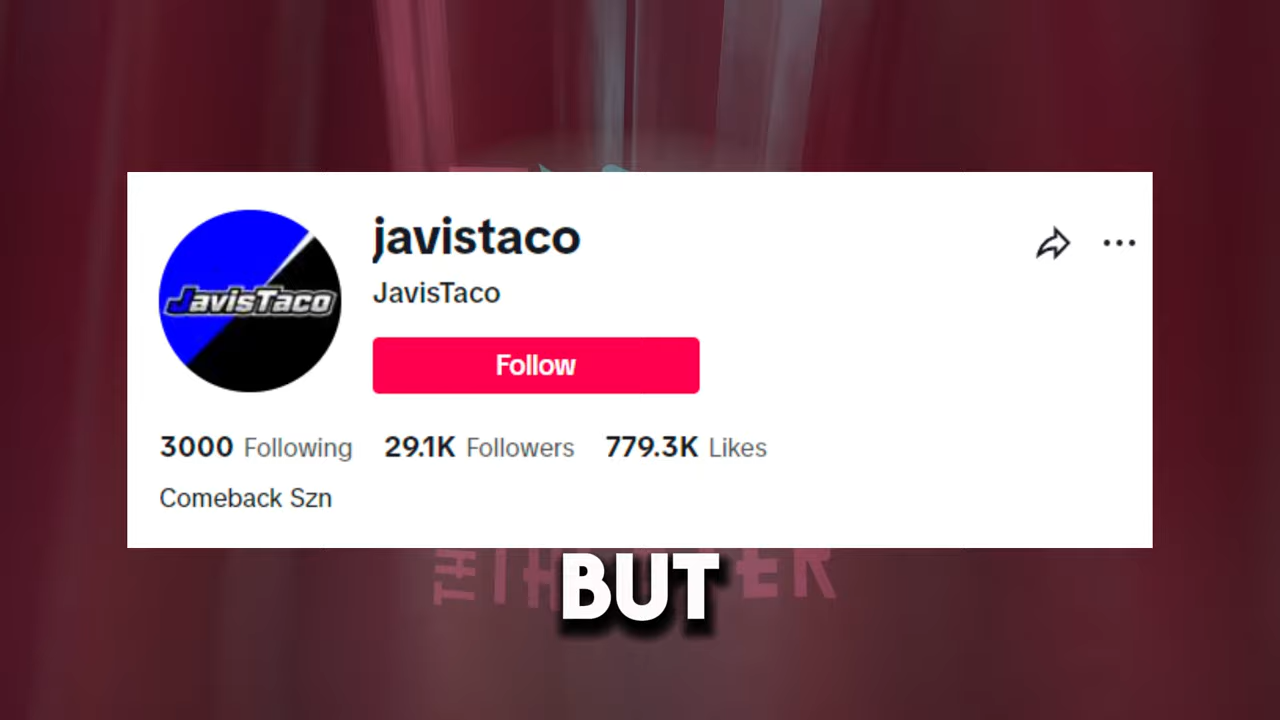 javistaco
JavisTaco
JavisTaco
Follow
3000 Following 29.1K Followers 779.3K Likes
Comeback Szn
BUT